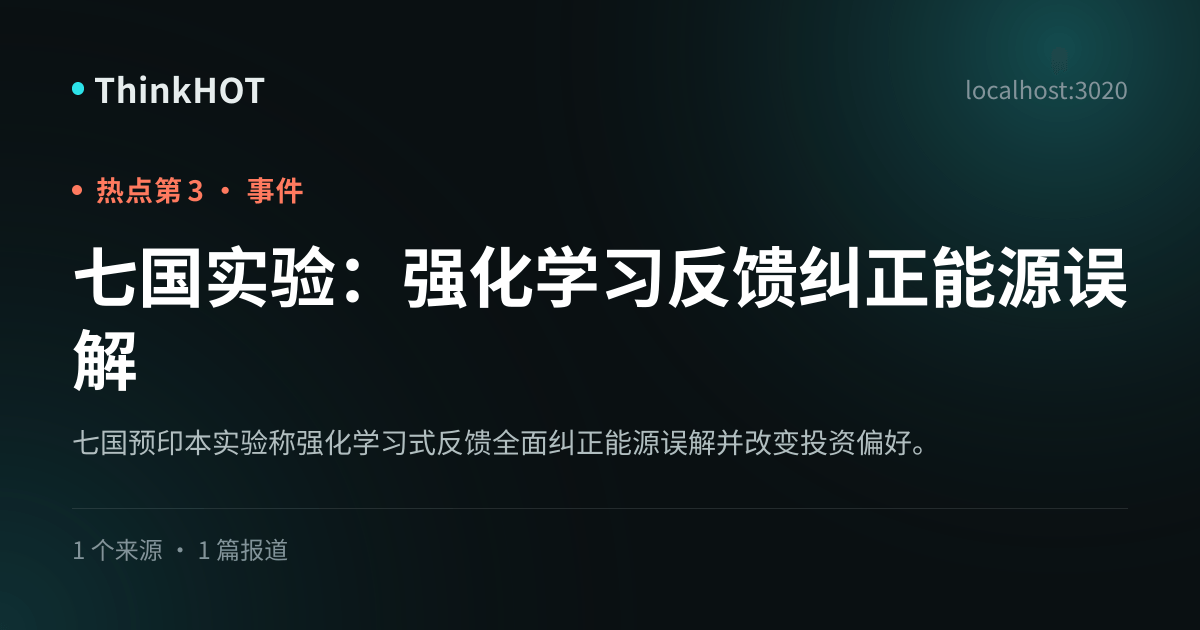 ThinkHOT
localhost:3020
热点第 3 · 事件
七国实验：强化学习反馈纠正能源误
解
七国预印本实验称强化学习式反馈全面纠正能源误解并改变投资偏好。
1 个来源 · 1 篇报道